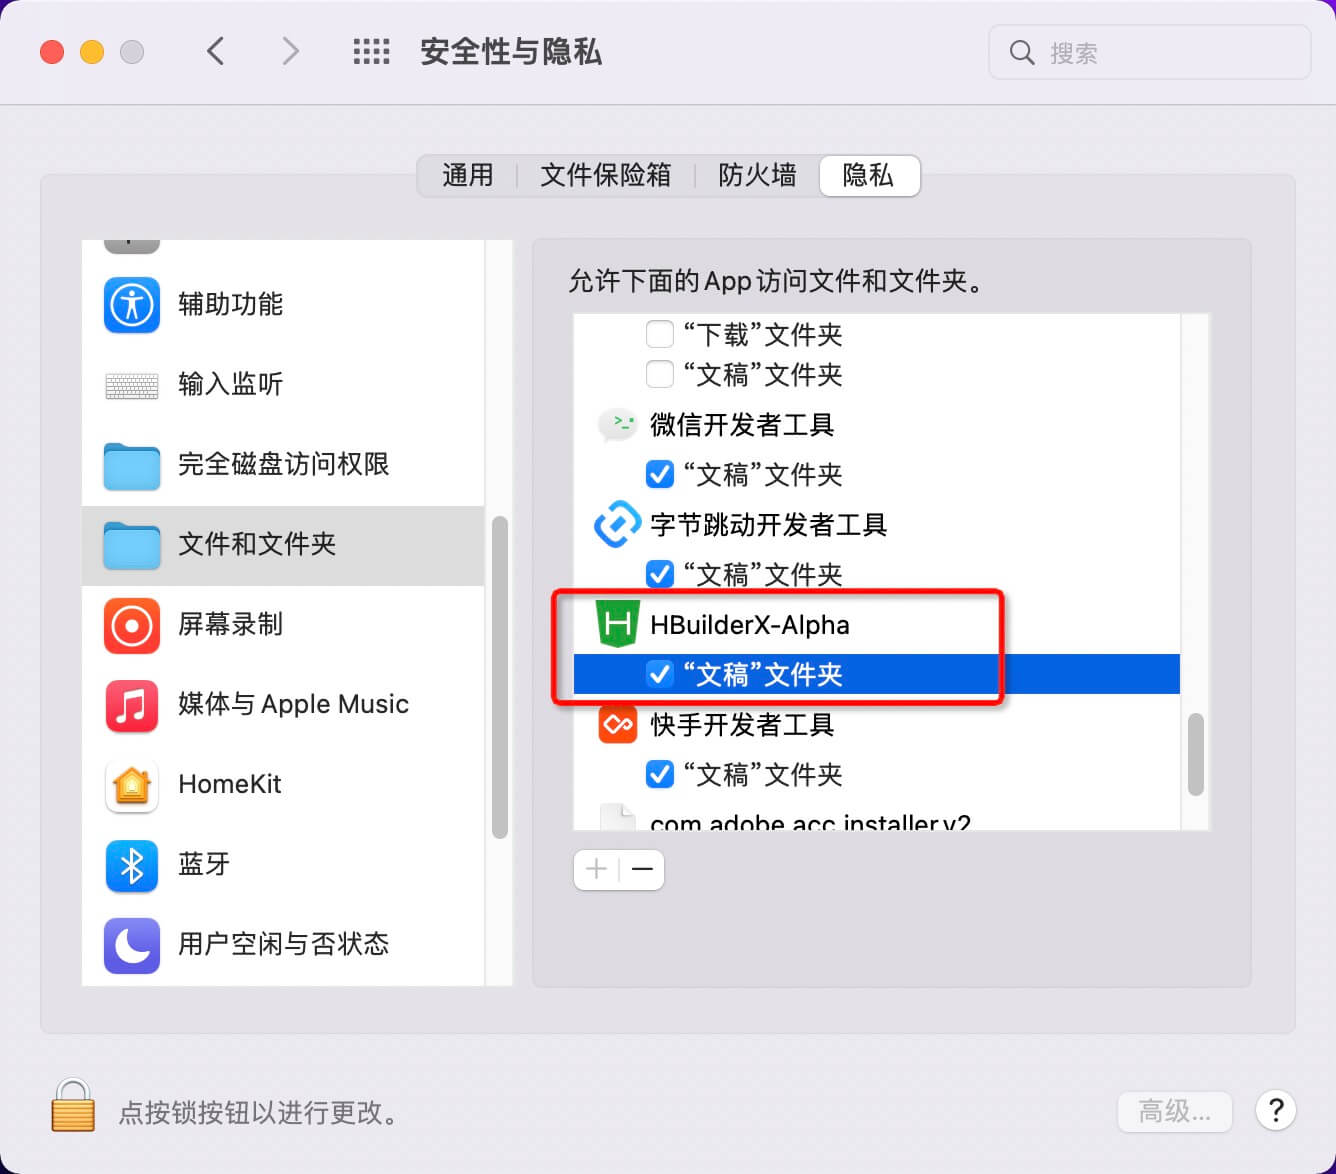 安全性与隐私
搜索
通用 文件保险箱 防火墙 隐私
辅助功能
输入监听
完全磁盘访问权限
文件和文件夹
屏幕录制
媒体与 Apple Music
HomeKit
蓝牙
用户空闲与否状态
允许下面的App访问文件和文件夹。
“下载”文件夹
“文稿”文件夹
微信开发者工具
“文稿”文件夹
字节跳动开发者工具
“文稿”文件夹
HBuilderX-Alpha
“文稿”文件夹
快手开发者工具
“文稿”文件夹
com.adobe.acc.installer.v2
点按锁按钮以进行更改。
高级...
?